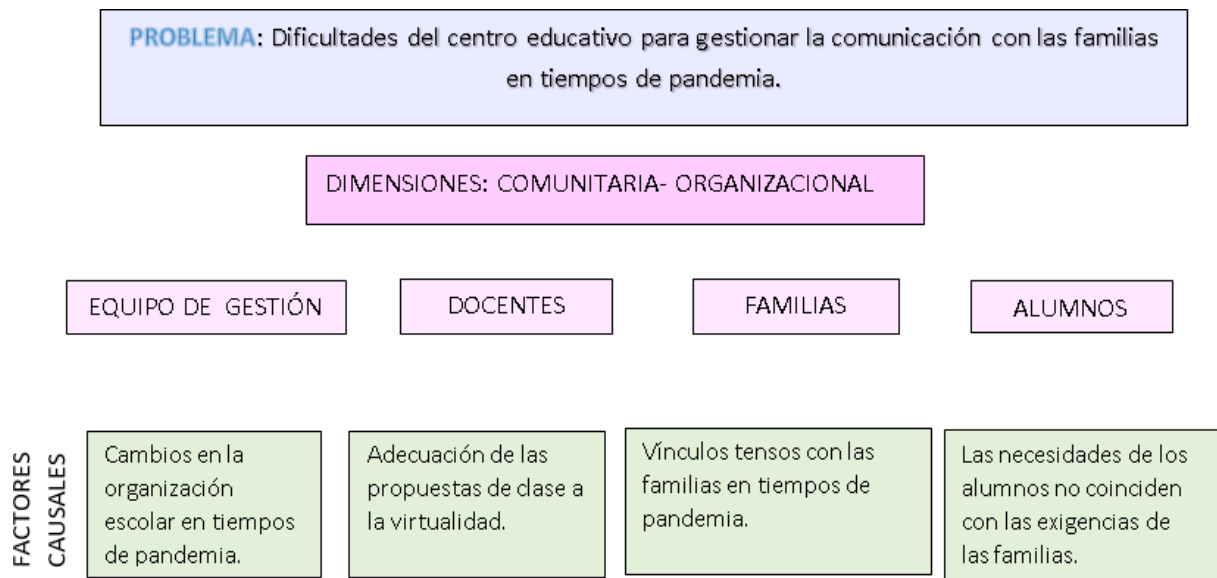 PROBLEMA: Dificultades del centro educativo para gestionar la comunicación con las familias
en tiempos de pandemia.
DIMENSIONES: COMUNITARIA- ORGANIZACIONAL
EQUIPO DE GESTIÓN
DOCENTES
FAMILIAS
ALUMNOS
FACTORES
CAUSALES
Cambios en la
organización
escolar en tiempos
de pandemia.
Adecuación de las
propuestas de clase a
la virtualidad.
Vínculos tensos con las
familias en tiempos de
pandemia.
Las necesidades de los
alumnos no coinciden
con las exigencias de
las familias.